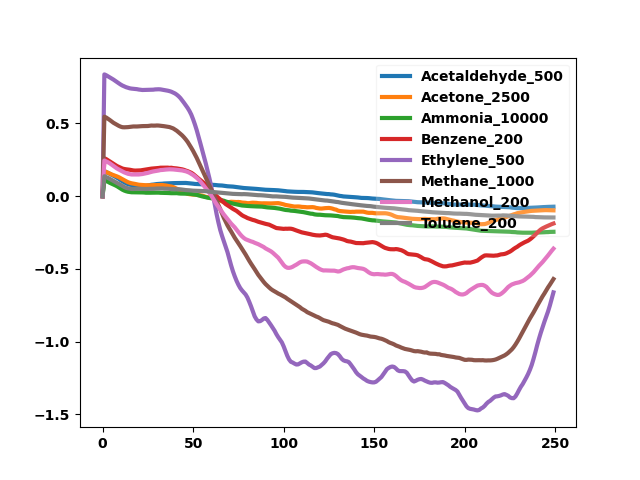 Acetaldehyde_500
Acetone_2500
Ammonia_10000
Benzene_200
Ethylene_500
Methane_1000
Methanol_200
Toluene_200
0.5
0.0
−0.5
−1.0
−1.5
0 50 100 150 200 250